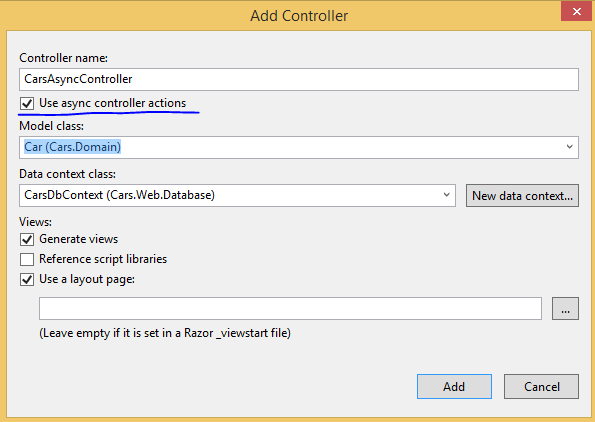 Add Controller
Controller name:
CarsAsyncController
Use async controller actions
Model class:
Car (Cars.Domain)
Data context class:
CarsDbContext (Cars.Web.Database)
New data context...
Views:
Generate views
Reference script libraries
Use a layout page:
...
(Leave empty if it is set in a Razor _viewstart file)
Add
Cancel